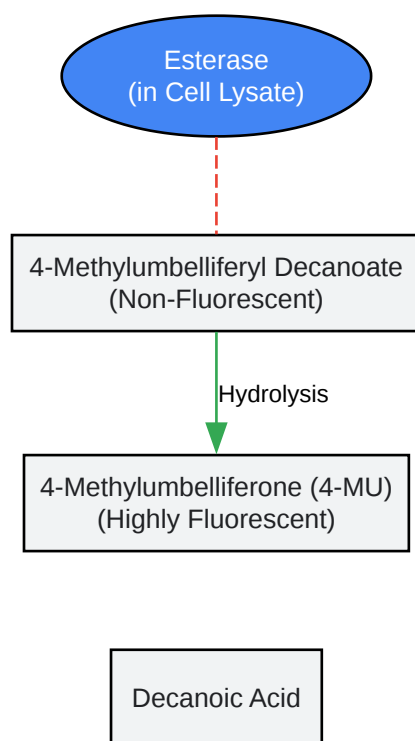 Esterase
(in Cell Lysate)
4-Methylumbelliferyl Decanoate
(Non-Fluorescent)
Hydrolysis
4-Methylumbelliferone (4-MU)
(Highly Fluorescent)
Decanoic Acid